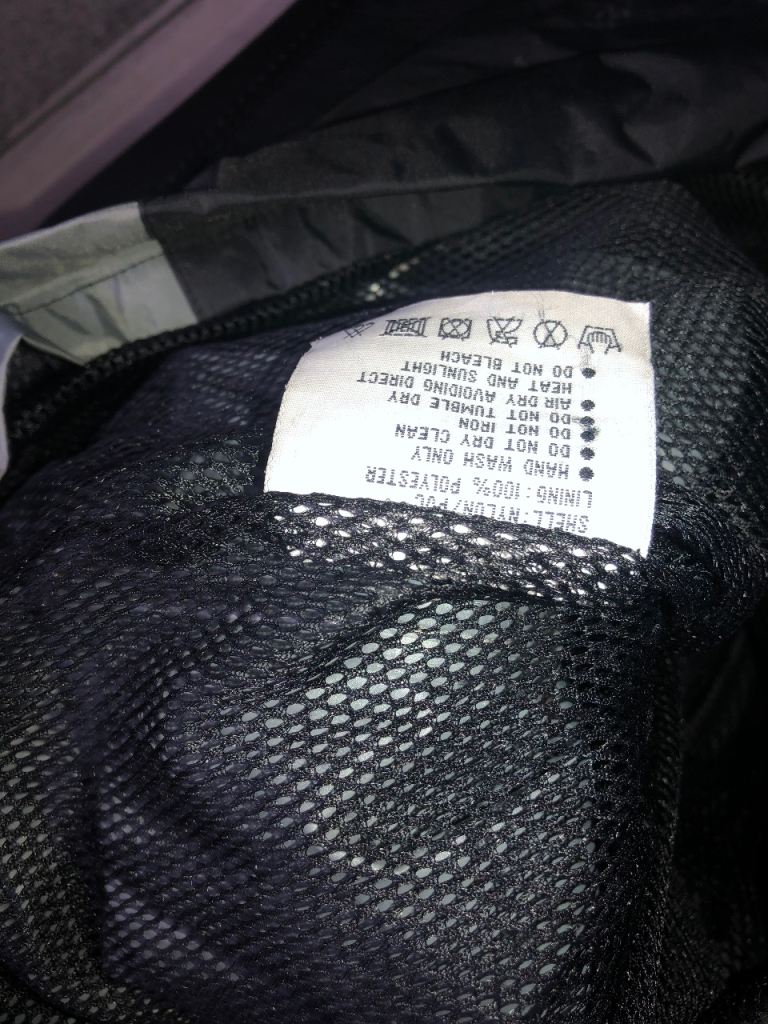 SHELL: NYLON/PVC
LINING: 100% POLYESTER
● HAND WASH ONLY
● DO NOT DRY CLEAN
● DO NOT IRON
● DO NOT TUMBLE DRY
● AIR DRY AVOIDING DIRECT
HEAT AND SUNLIGHT
● DO NOT BLEACH